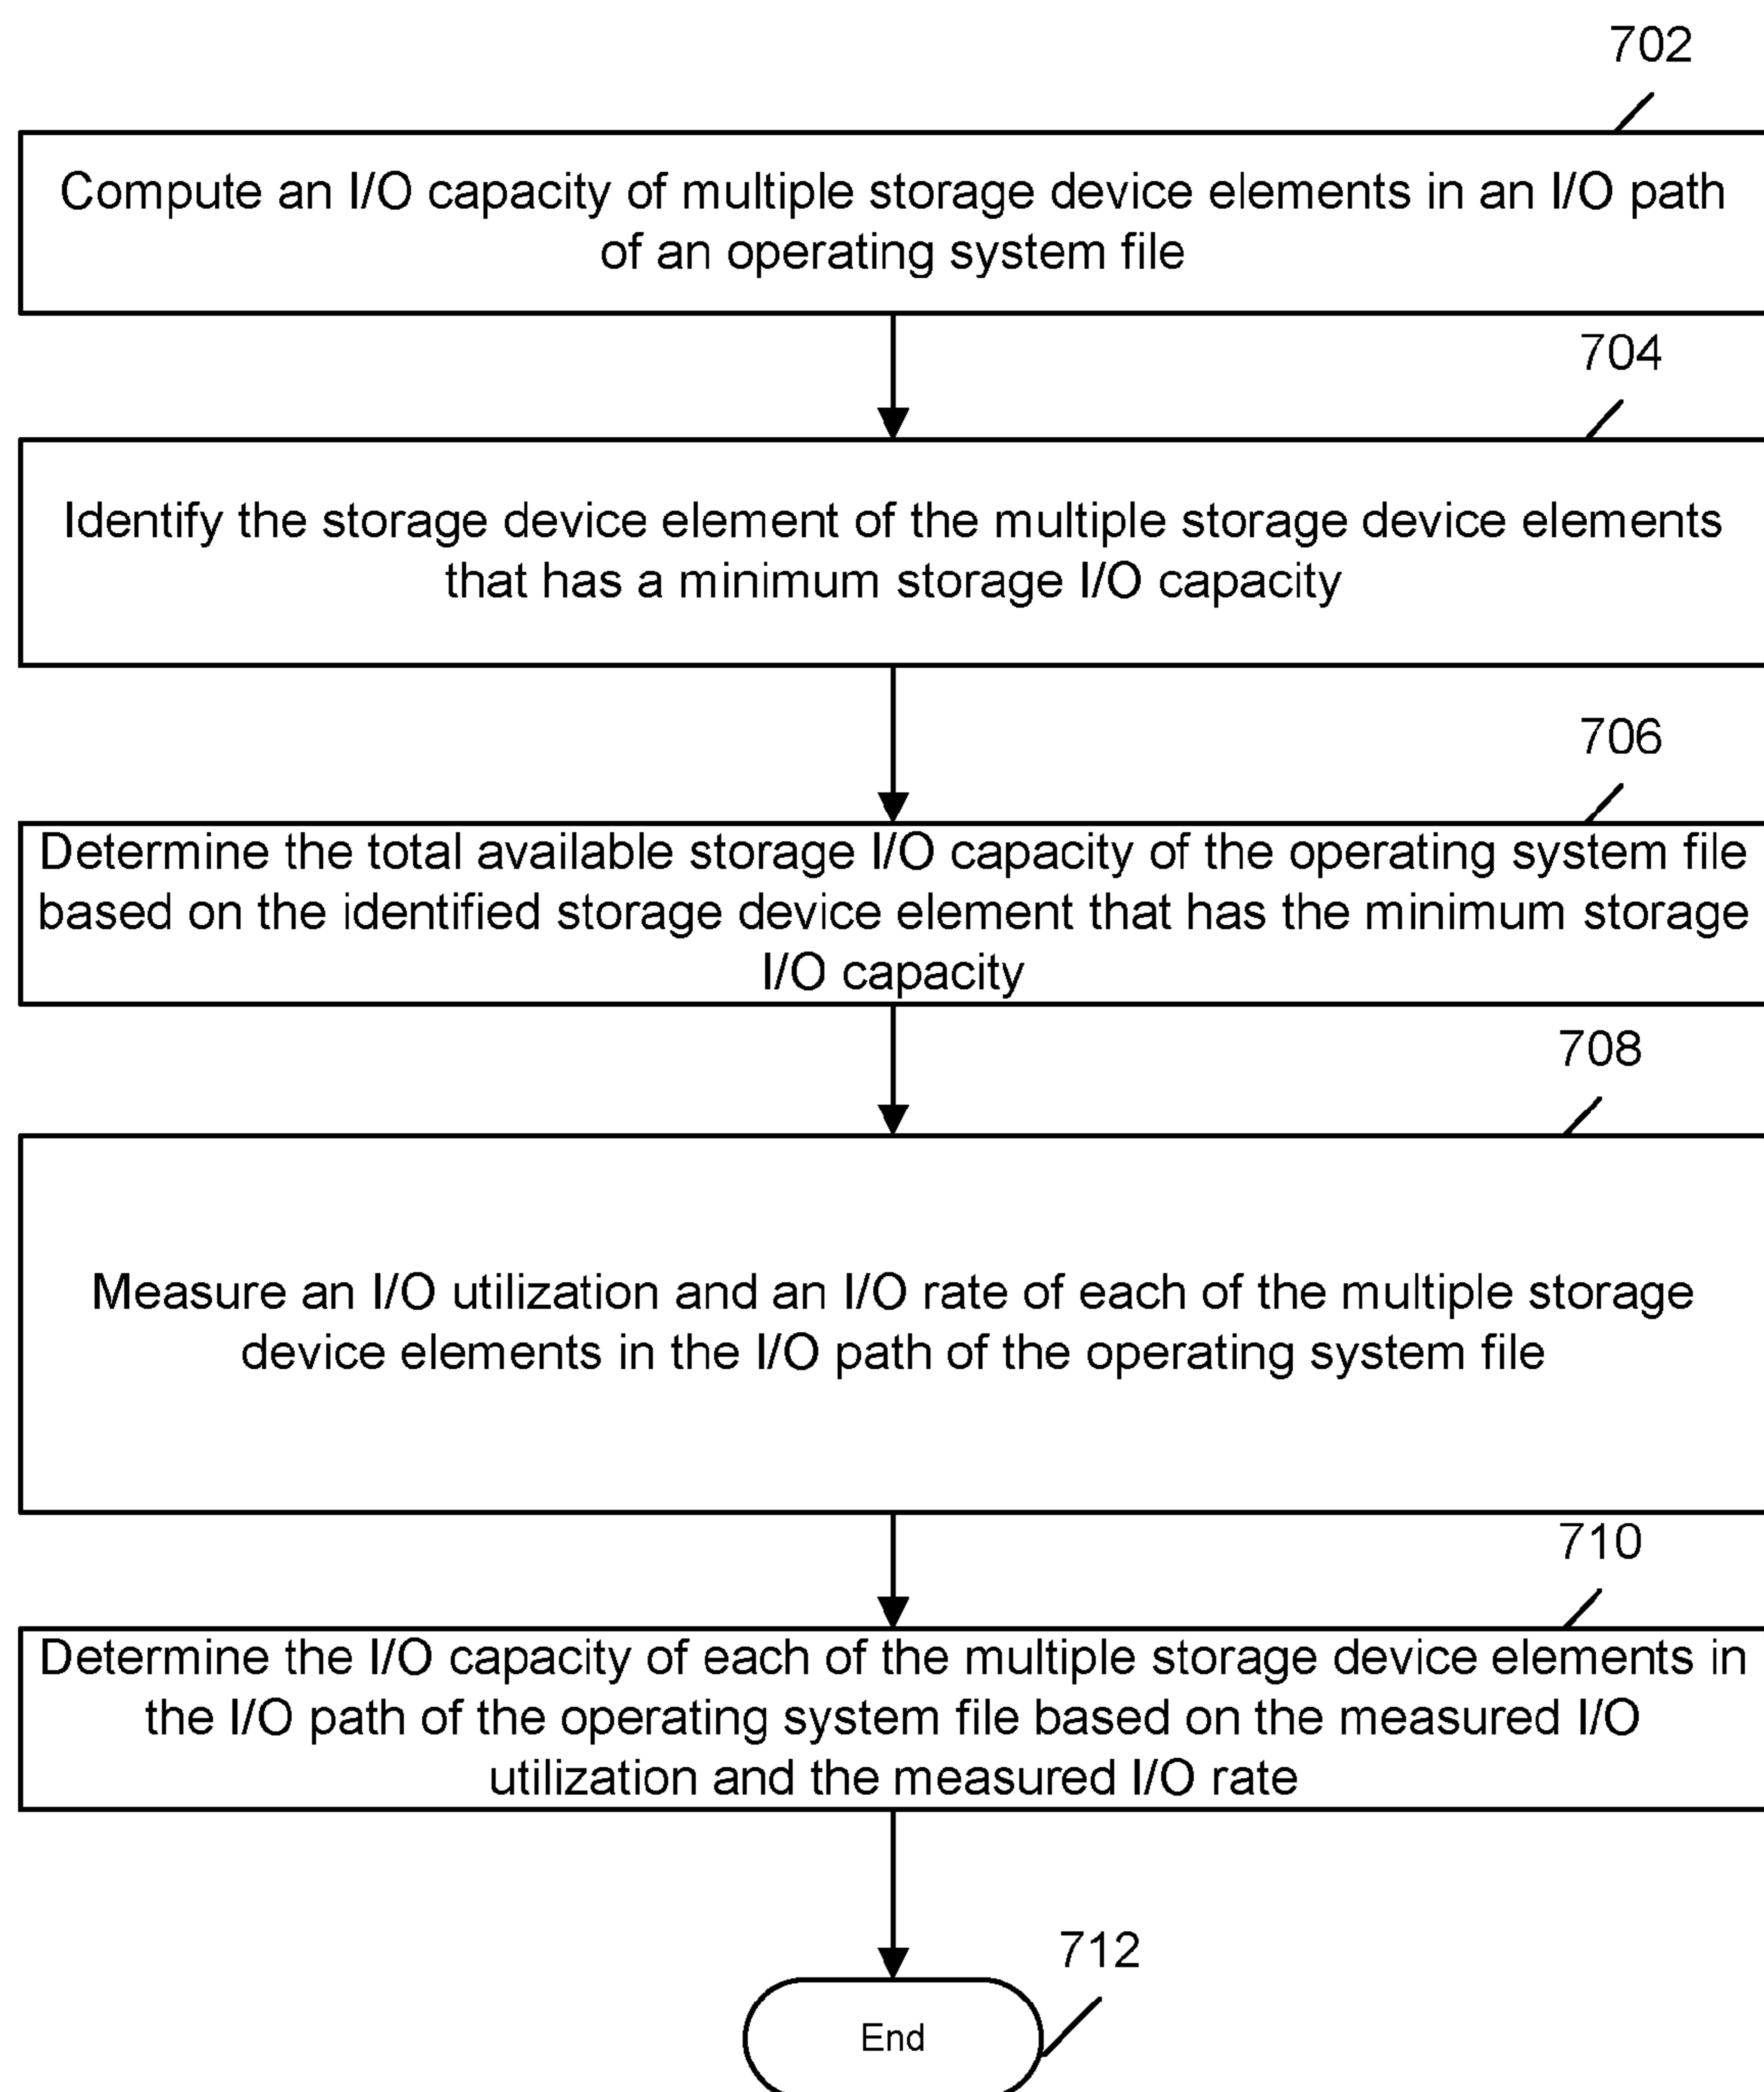 702
Compute an I/O capacity of multiple storage device elements in an I/O path
of an operating system file
704
Identify the storage device element of the multiple storage device elements
that has a minimum storage I/O capacity
706
Determine the total available storage I/O capacity of the operating system file
based on the identified storage device element that has the minimum storage
I/O capacity
708
Measure an I/O utilization and an I/O rate of each of the multiple storage
device elements in the I/O path of the operating system file
710
Determine the I/O capacity of each of the multiple storage device elements in
the I/O path of the operating system file based on the measured I/O
utilization and the measured I/O rate
712
End